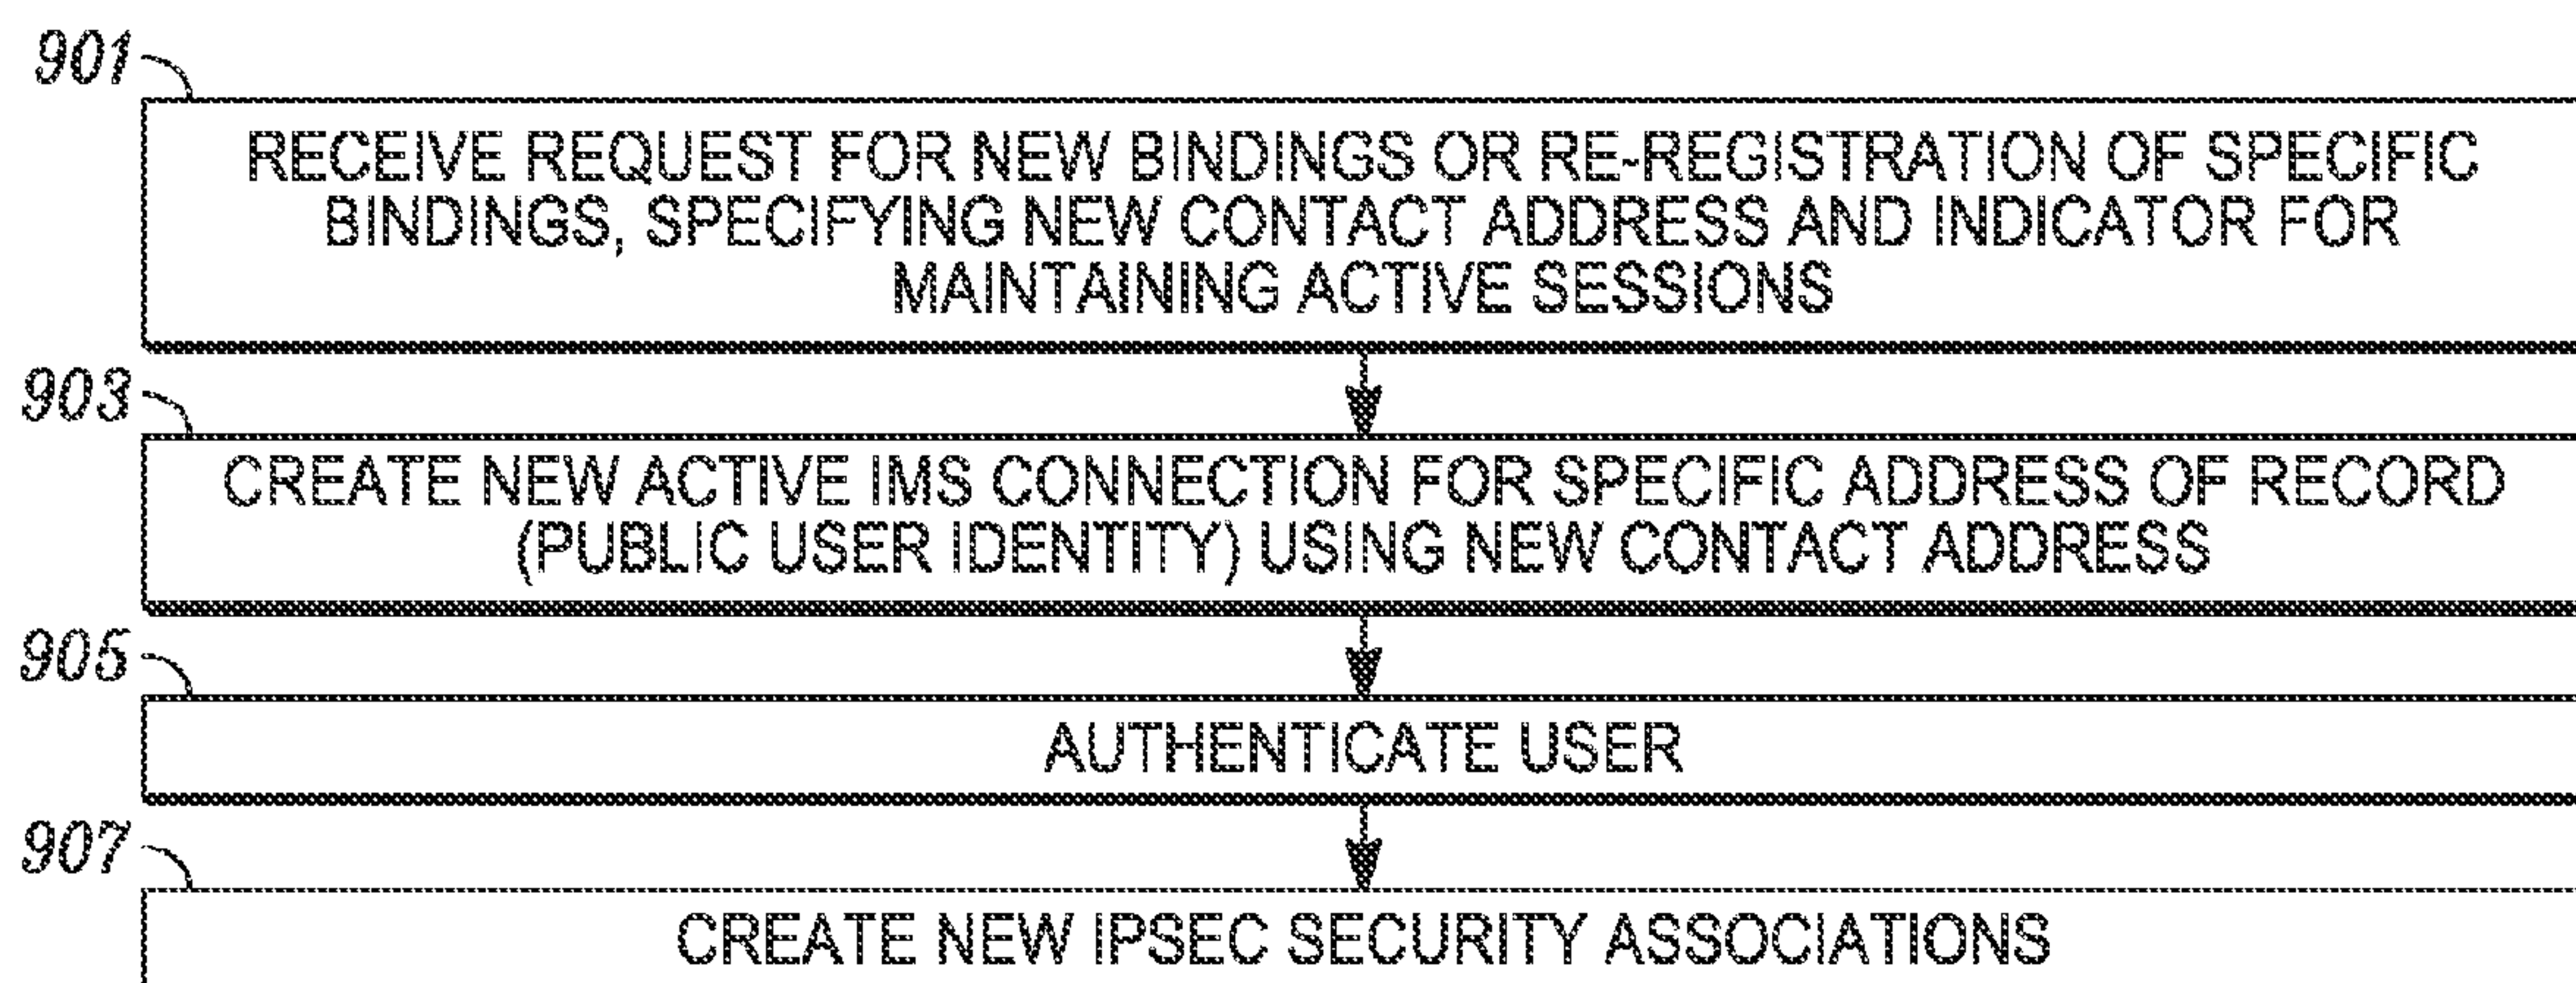 901
RECEIVE REQUEST FOR NEW BINDINGS OR RE-REGISTRATION OF SPECIFIC
BINDINGS, SPECIFYING NEW CONTACT ADDRESS AND INDICATOR FOR
MAINTAINING ACTIVE SESSIONS
903
CREATE NEW ACTIVE IMS CONNECTION FOR SPECIFIC ADDRESS OF RECORD
(PUBLIC USER IDENTITY) USING NEW CONTACT ADDRESS
905
AUTHENTICATE USER
907
CREATE NEW IPSEC SECURITY ASSOCIATIONS